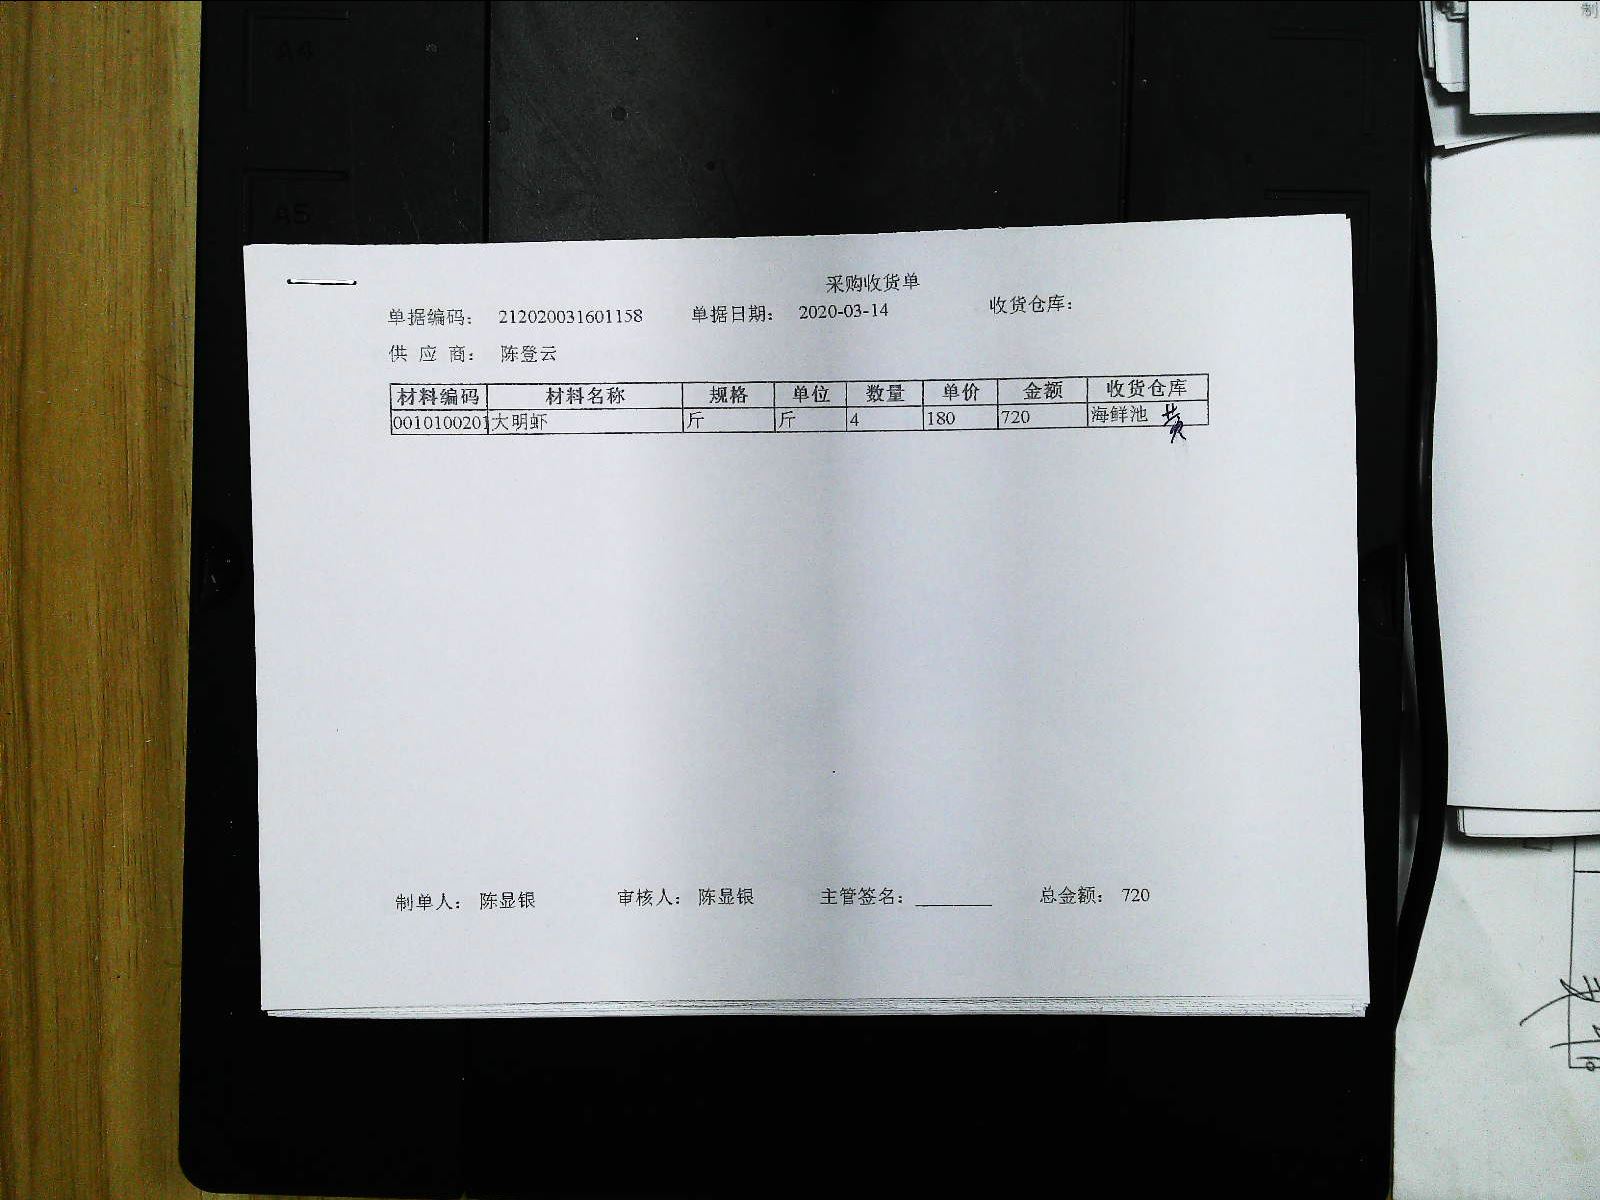 A4
A5
制
采购收货单
单据编码： 212020031601158 单据日期： 2020-03-14 收货仓库：
供 应 商： 陈登云
材料编码 材料名称 规格 单位 数量 单价 金额 收货仓库
0010100201 大明虾 斤 斤 4 180 720 海鲜池
制单人： 陈显银 审核人： 陈显银 主管签名： 总金额： 720